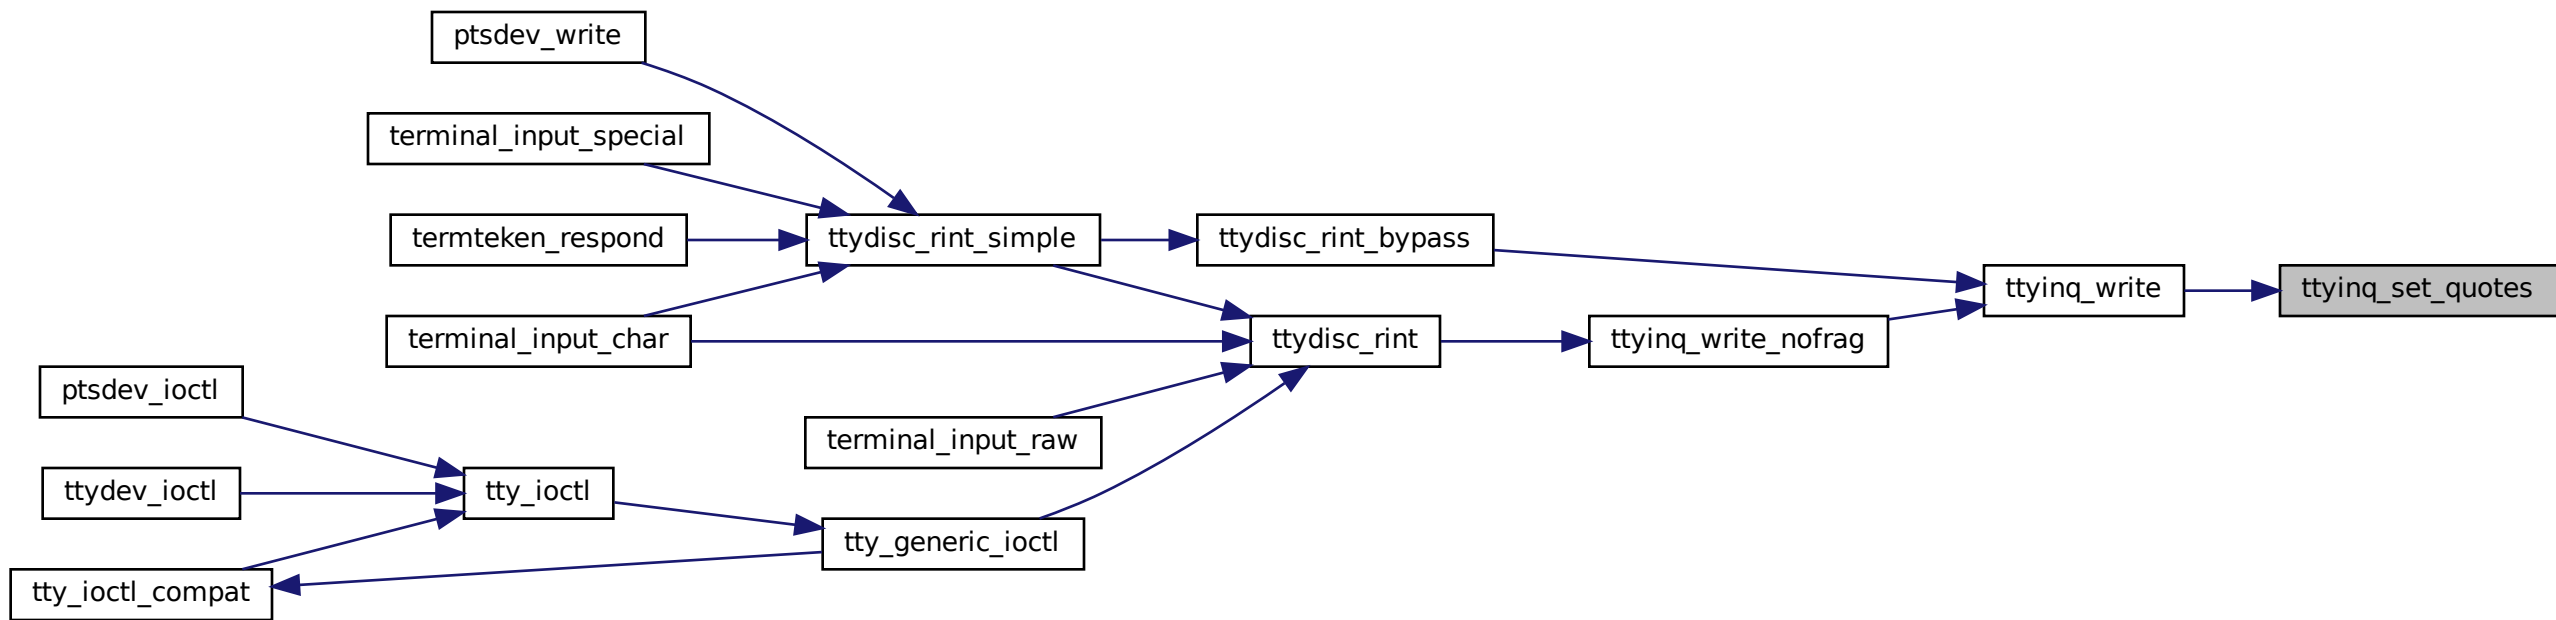 ptsdev_write
terminal_input_special
termteken_respond
ttydisc_rint_simple
ttydisc_rint_bypass
ttyinq_write
ttyinq_set_quotes
terminal_input_char
ttydisc_rint
ttyinq_write_nofrag
ptsdev_ioctl
terminal_input_raw
ttydev_ioctl
tty_ioctl
tty_generic_ioctl
tty_ioctl_compat